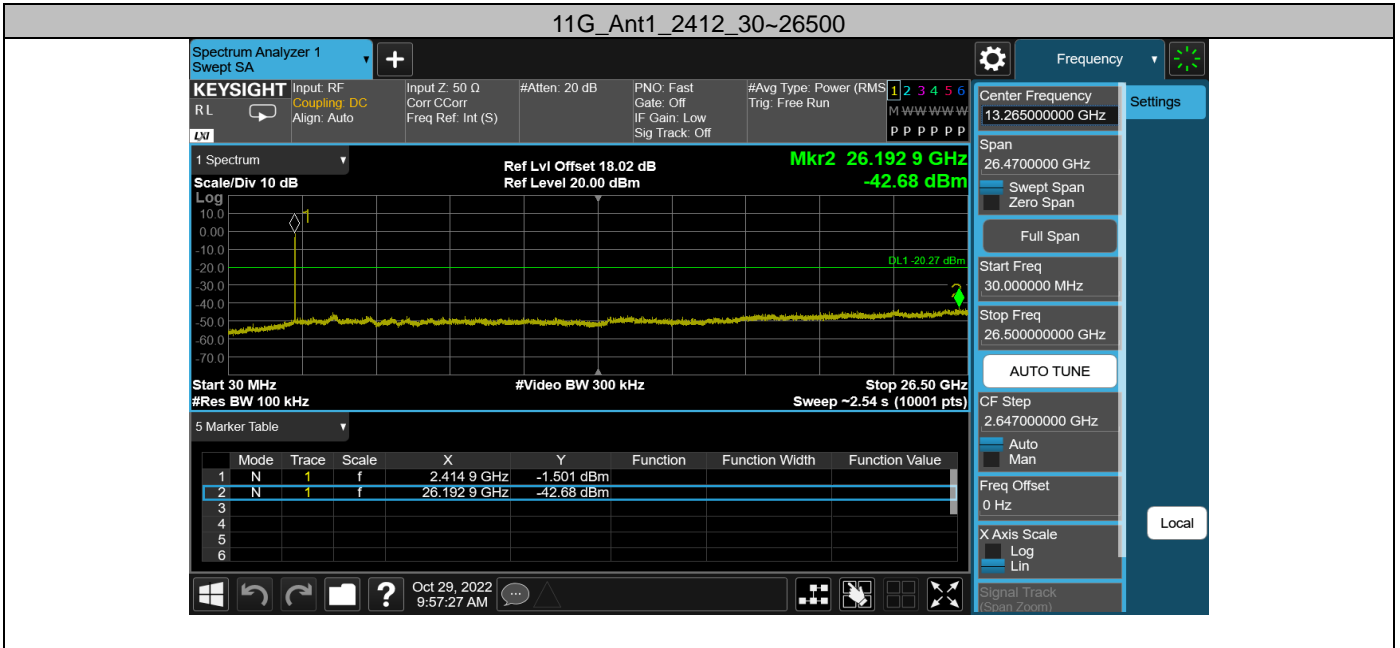 11G_Ant1_2412_30~26500
Spectrum Analyzer 1
Swept SA
Frequency
KEYSIGHT
RL
LXI
Input: RF
Coupling: DC
Align: Auto
Input Z: 50 Ω
Corr CCorr
Freq Ref: Int (S)
#Atten: 20 dB
PNO: Fast
Gate: Off
IF Gain: Low
Sig Track: Off
#Avg Type: Power (RMS
Trig: Free Run
1 2 3 4 5 6
M W W W W W
P P P P P P
1 Spectrum
Scale/Div 10 dB
Ref Lvl Offset 18.02 dB
Ref Level 20.00 dBm
Mkr2 26.192 9 GHz
-42.68 dBm
Log
10.0
0.00
-10.0
-20.0
-30.0
-40.0
-50.0
-60.0
-70.0
1
DL1 -20.27 dBm
2
Start 30 MHz
#Video BW 300 kHz
Stop 26.50 GHz
#Res BW 100 kHz
Sweep ~2.54 s (10001 pts)
5 Marker Table
Mode Trace Scale X Y Function Function Width Function Value
1 N 1 f 2.414 9 GHz -1.501 dBm
2 N 1 f 26.192 9 GHz -42.68 dBm
3
4
5
6
?
Oct 29, 2022
9:57:27 AM
Center Frequency
13.265000000 GHz
Settings
Span
26.4700000 GHz
Swept Span
Zero Span
Full Span
Start Freq
30.000000 MHz
Stop Freq
26.500000000 GHz
AUTO TUNE
CF Step
2.647000000 GHz
Auto
Man
Freq Offset
0 Hz
Local
X Axis Scale
Log
Lin
Signal Track
(Span Zoom)